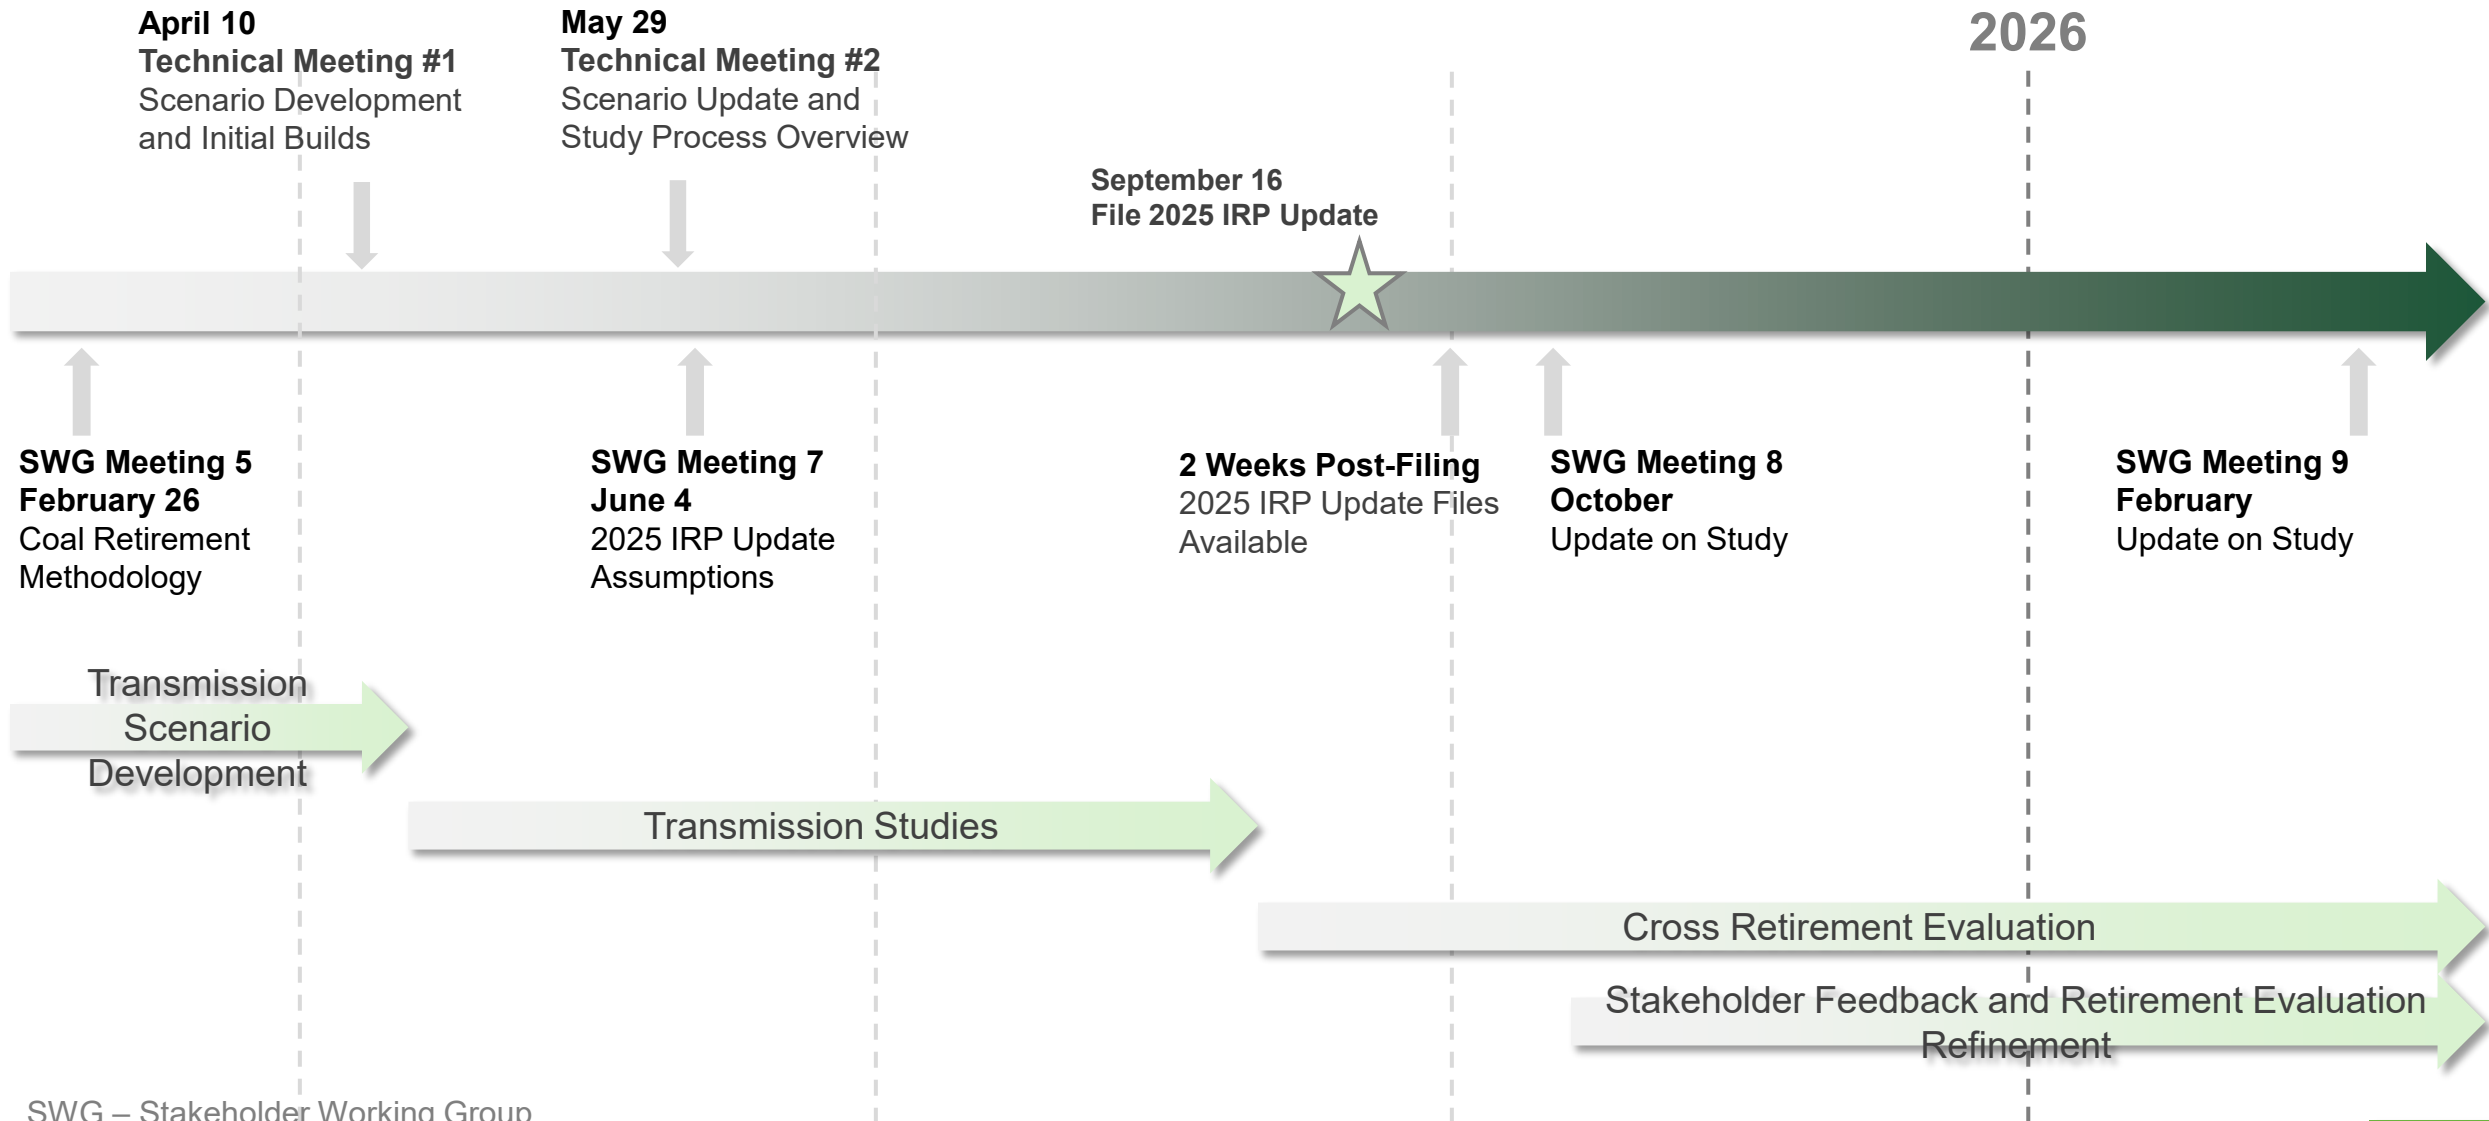 April 10
Technical Meeting #1
Scenario Development
and Initial Builds
May 29
Technical Meeting #2
Scenario Update and
Study Process Overview
2026
September 16
File 2025 IRP Update
SWG Meeting 5
February 26
Coal Retirement
Methodology
SWG Meeting 7
June 4
2025 IRP Update
Assumptions
2 Weeks Post-Filing
2025 IRP Update Files
Available
SWG Meeting 8
October
Update on Study
SWG Meeting 9
February
Update on Study
Transmission
Scenario
Development
Transmission Studies
Cross Retirement Evaluation
Stakeholder Feedback and Retirement Evaluation
Refinement
SWG – Stakeholder Working Group